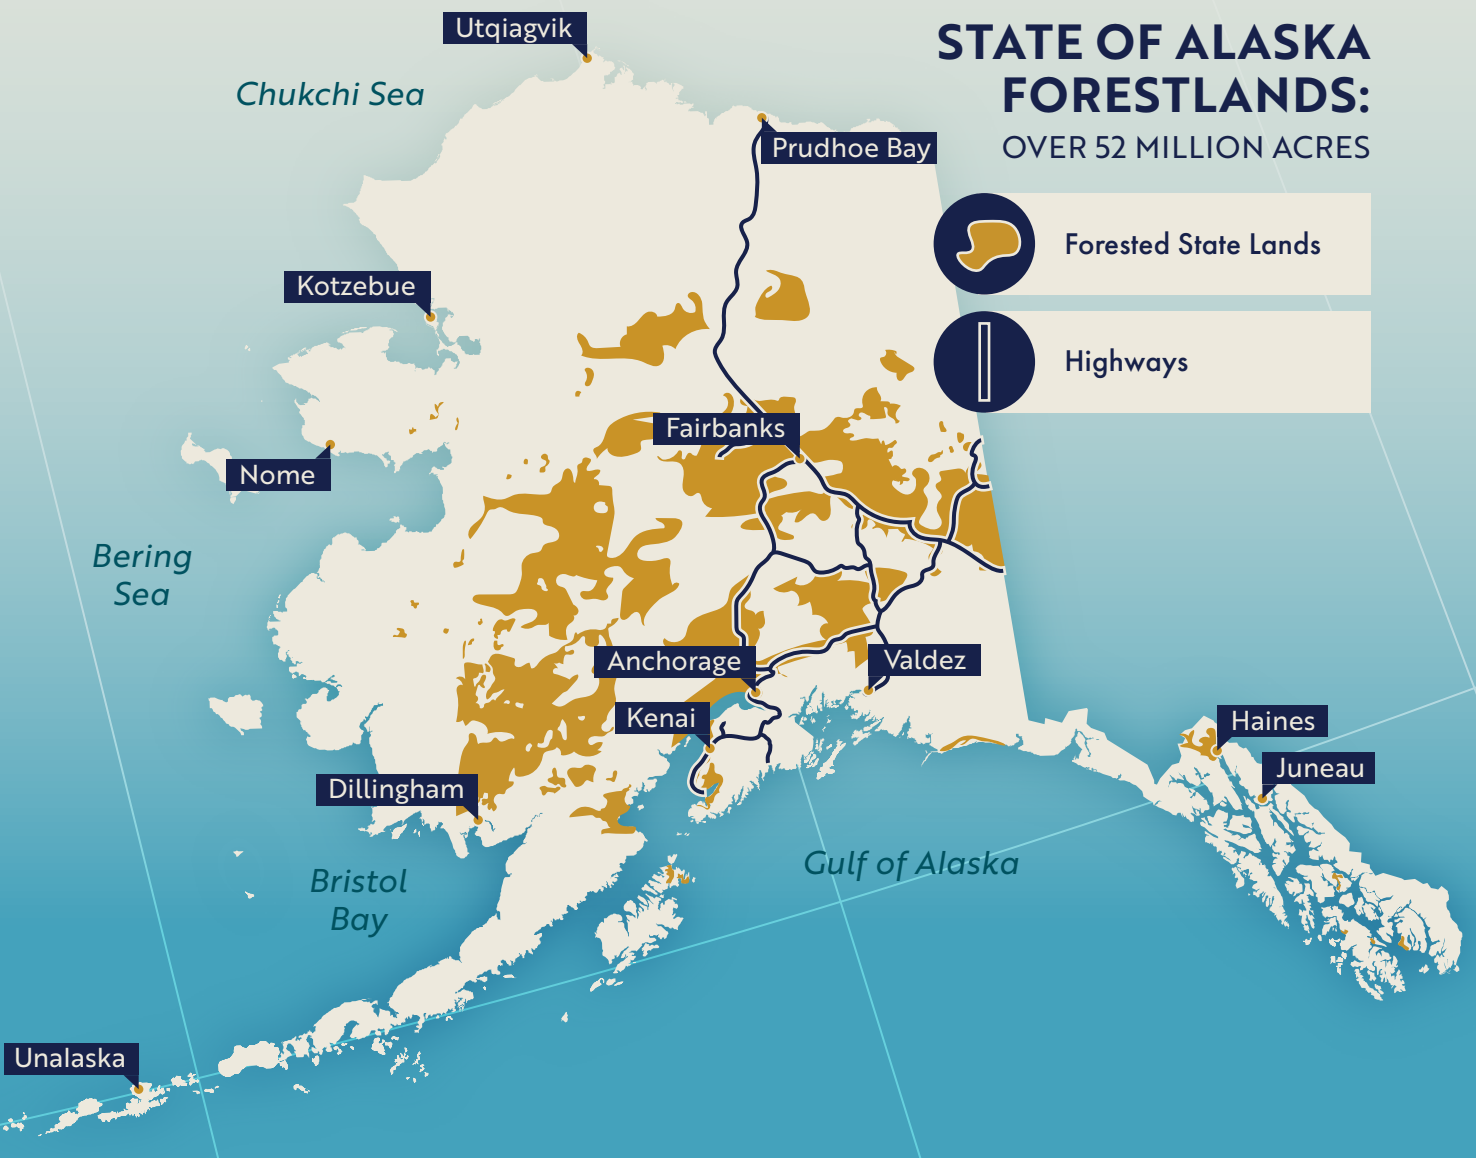 STATE OF ALASKA
FORESTLANDS:
OVER 52 MILLION ACRES
Forested State Lands
Highways
Utqiagvik
Chukchi Sea
Prudhoe Bay
Kotzebue
Fairbanks
Nome
Bering
Sea
Anchorage
Valdez
Kenai
Haines
Juneau
Dillingham
Gulf of Alaska
Bristol
Bay
Unalaska